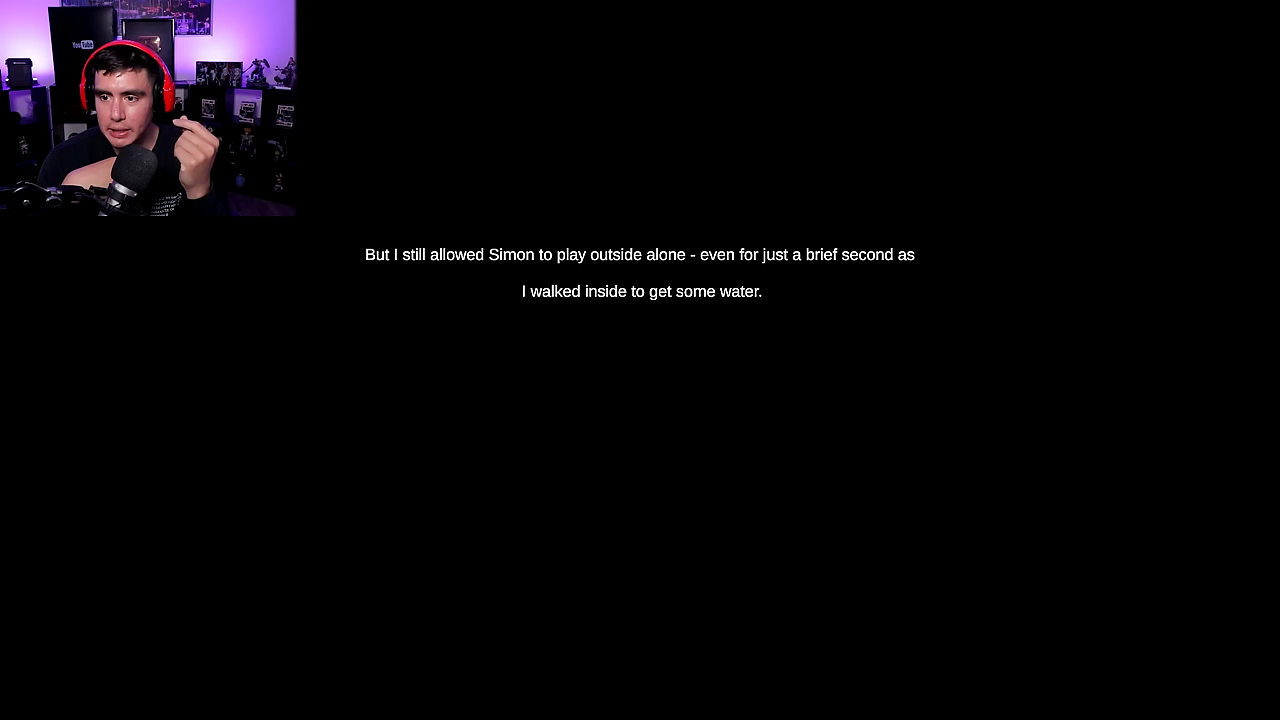 YouTube
But I still allowed Simon to play outside alone - even for just a brief second as
I walked inside to get some water.